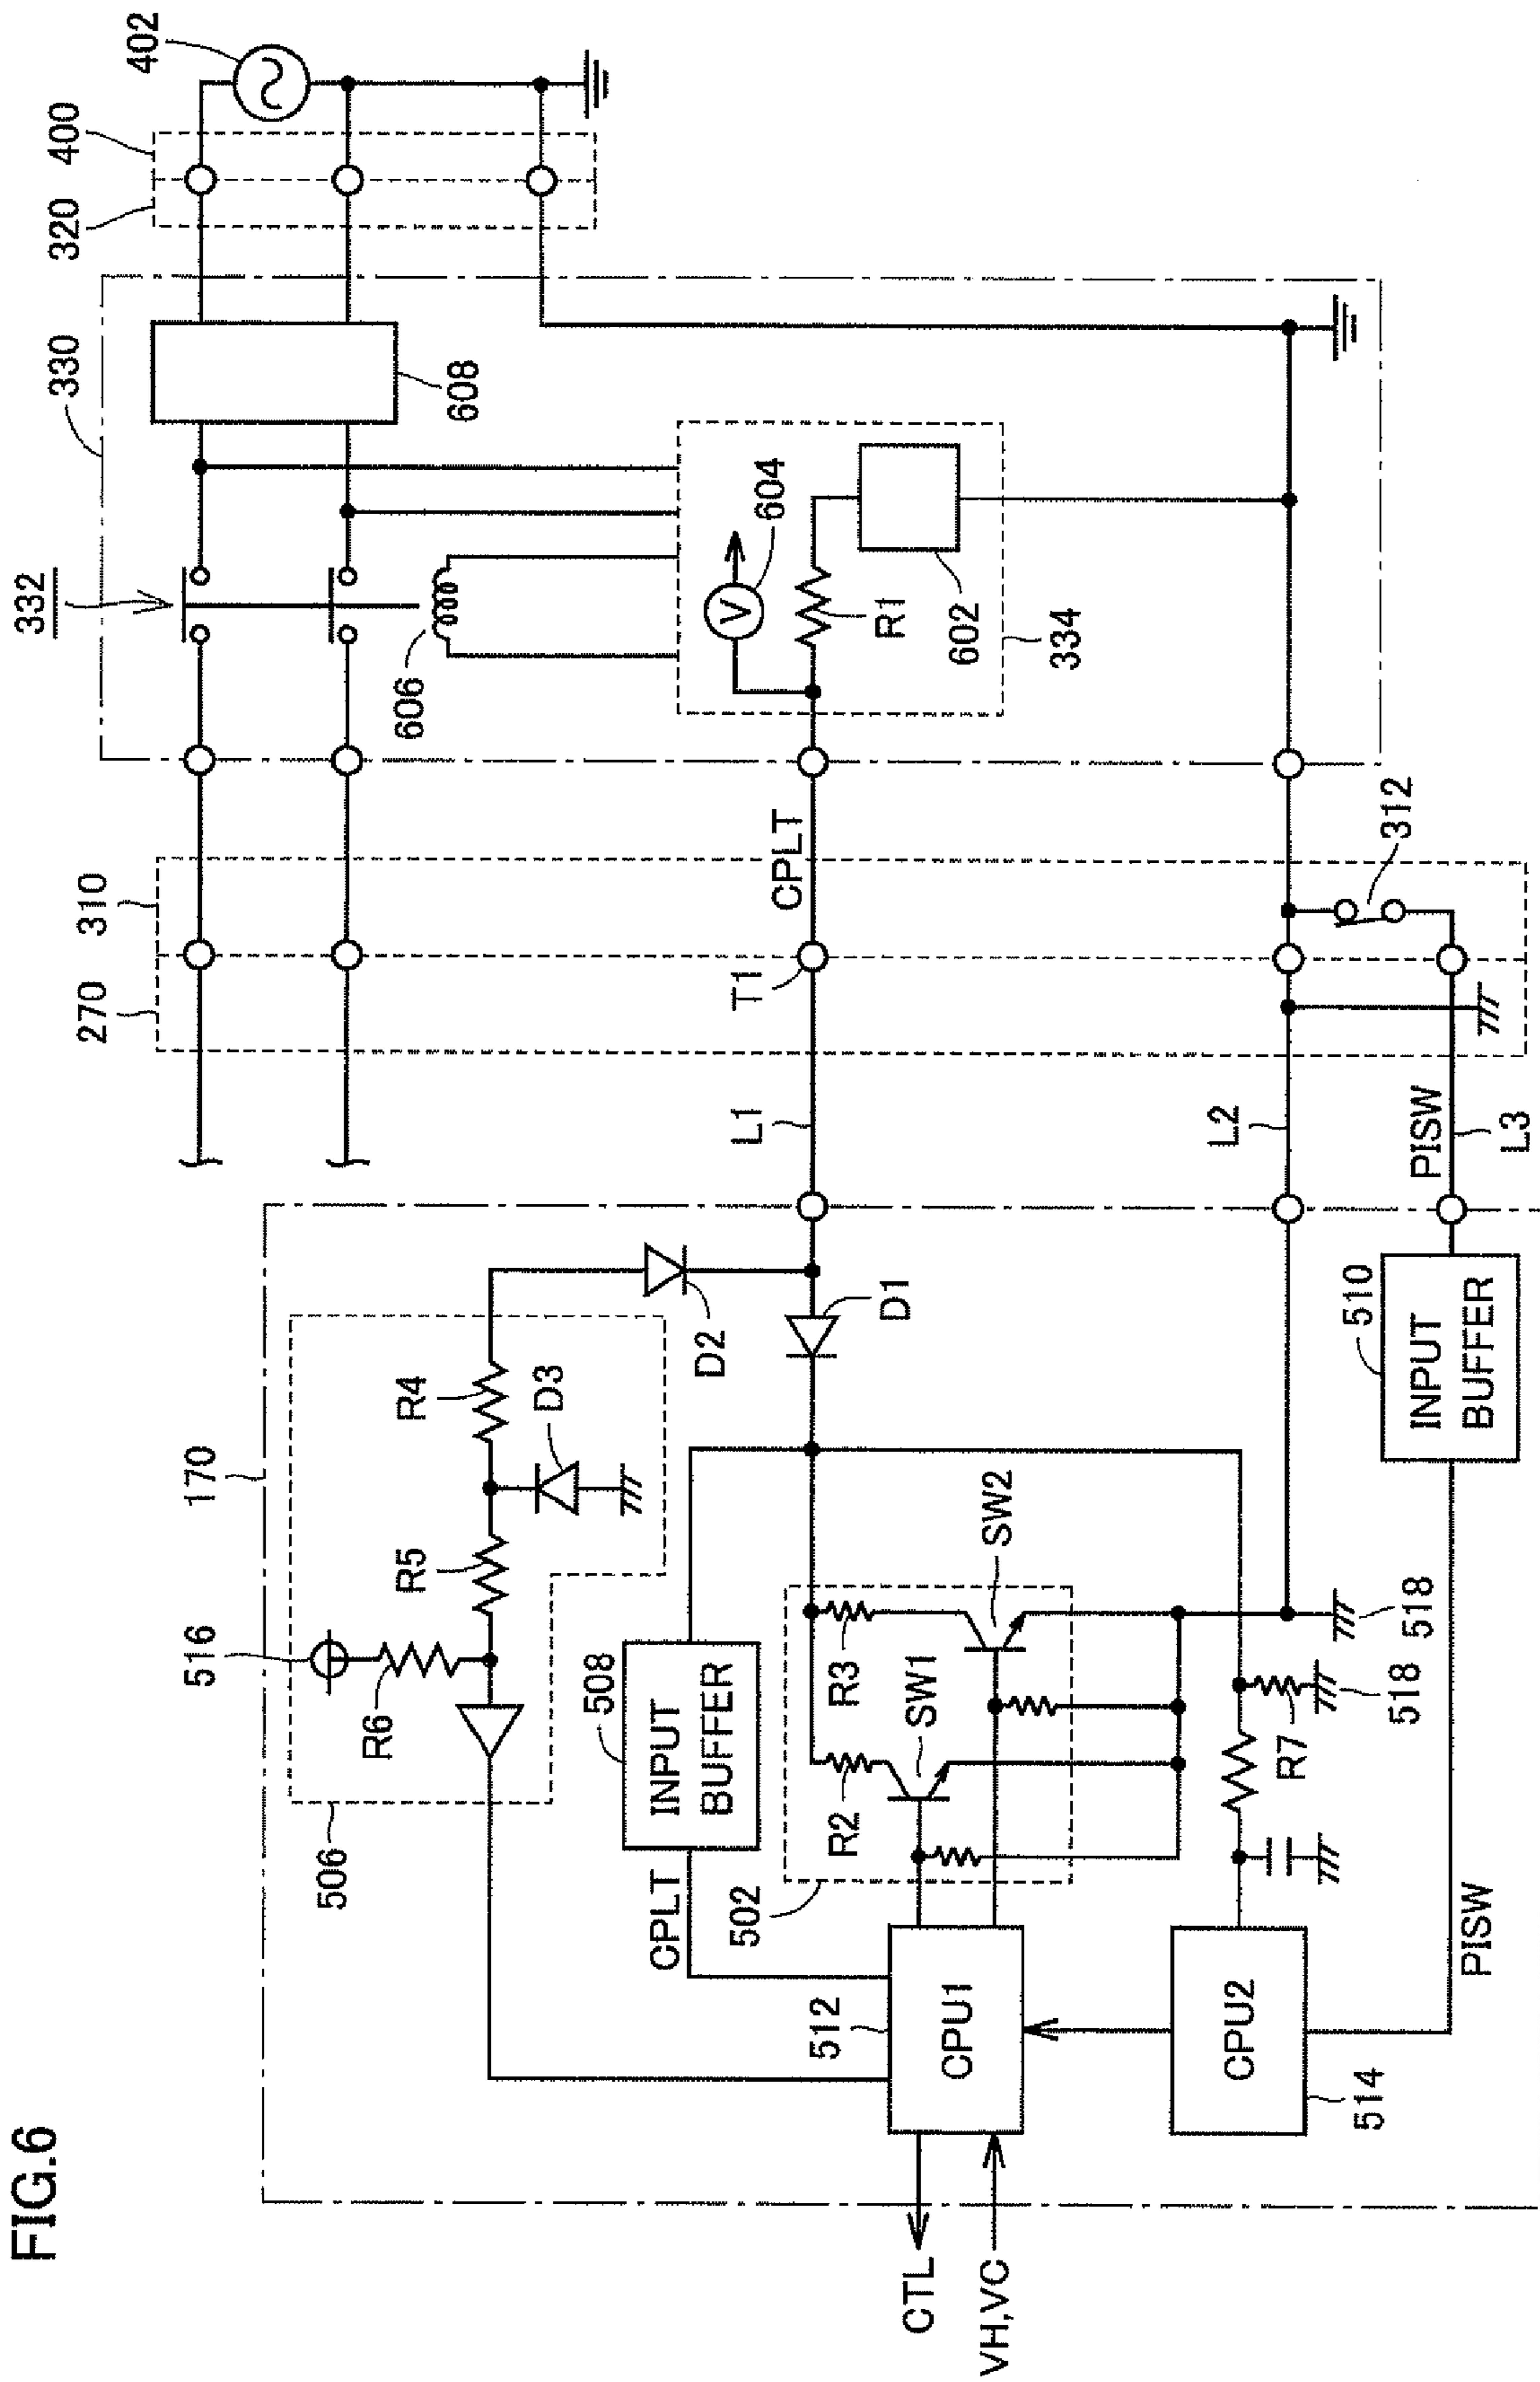 FIG.6
170
506
516
R6
R5
R4
D3
D2
D1
508
INPUT
BUFFER
CPLT
502
R2
R3
SW1
SW2
512
CPU1
CTL
VH,VC
514
CPU2
R7
518
518
510
INPUT
BUFFER
PISW
PISW
L1
L2
L3
270
310
T1
CPLT
312
330
332
606
608
604
R1
602
334
320
400
402